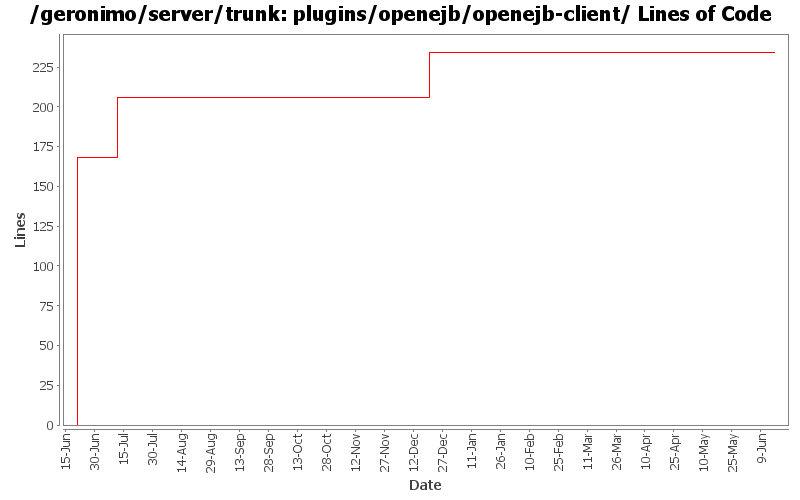 /geronimo/server/trunk: plugins/openejb/openejb-client/ Lines of Code
Lines
225
200
175
150
125
100
75
50
25
0
15-Jun
30-Jun
15-Jul
30-Jul
14-Aug
29-Aug
13-Sep
28-Sep
13-Oct
28-Oct
12-Nov
27-Nov
12-Dec
27-Dec
11-Jan
26-Jan
10-Feb
25-Feb
11-Mar
26-Mar
10-Apr
25-Apr
10-May
25-May
9-Jun
Date